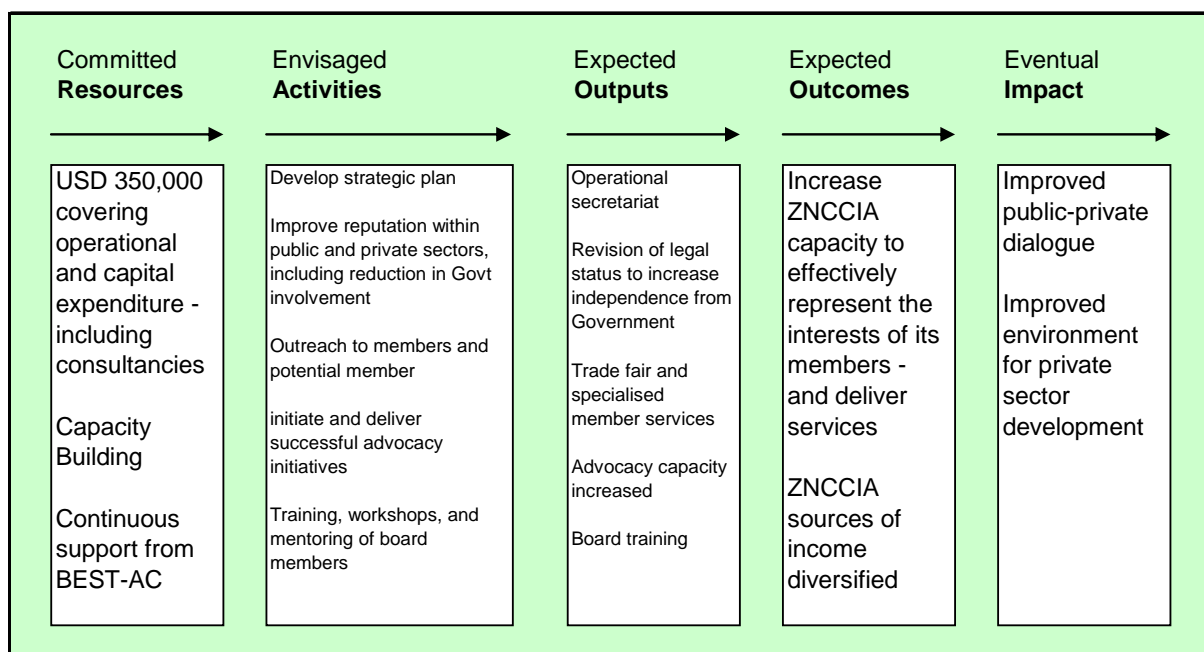 Committed
Resources
USD 350,000
covering
operational
and capital
expenditure -
including
consultancies
Capacity
Building
Continuous
support from
BEST-AC
Envisaged
Activities
Develop strategic plan
Improve reputation within
public and private sectors,
including reduction in Govt
involvement
Outreach to members and
potential member
initiate and deliver
successful advocacy
initiatives
Training, workshops, and
mentoring of board
members
Expected
Outputs
Operational
secretariat
Revision of legal
status to increase
independence from
Government
Trade fair and
specialised
member services
Advocacy capacity
increased
Board training
Expected
Outcomes
Increase
ZNCCIA
capacity to
effectively
represent the
interests of its
members -
and deliver
services
ZNCCIA
sources of
income
diversified
Eventual
Impact
Improved
public-private
dialogue
Improved
environment
for private
sector
development